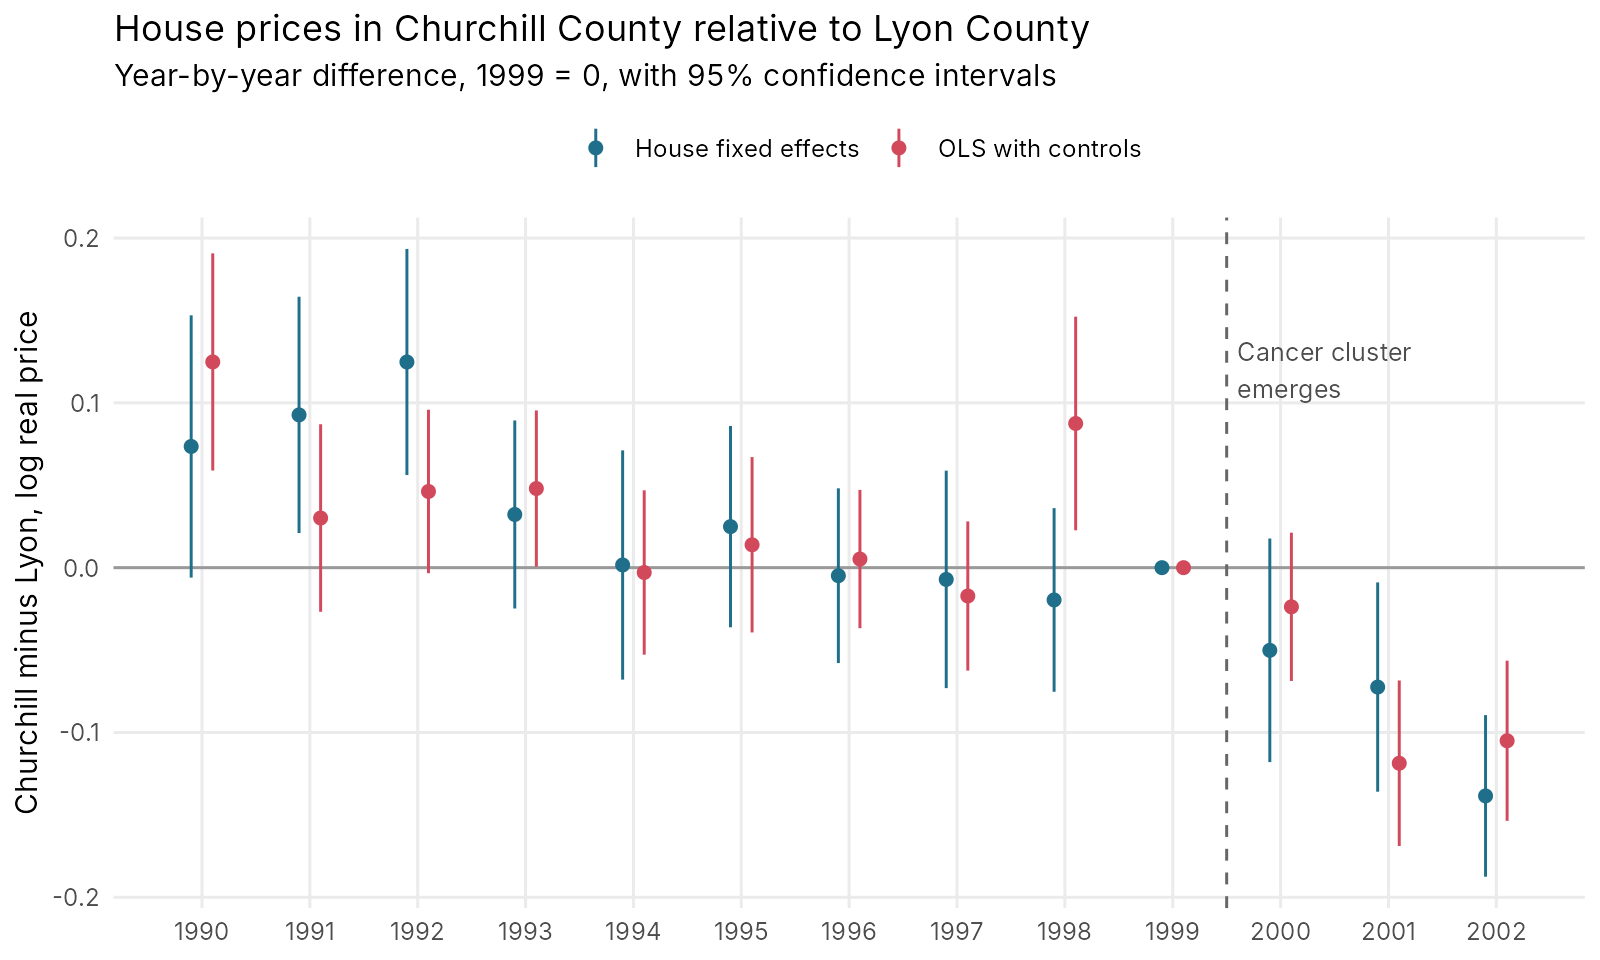 House prices in Churchill County relative to Lyon County
Year-by-year difference, 1999 = 0, with 95% confidence intervals
House fixed effects
OLS with controls
Churchill minus Lyon, log real price
0.2
0.1
0.0
-0.1
-0.2
Cancer cluster
emerges
1990 1991 1992 1993 1994 1995 1996 1997 1998 1999 2000 2001 2002